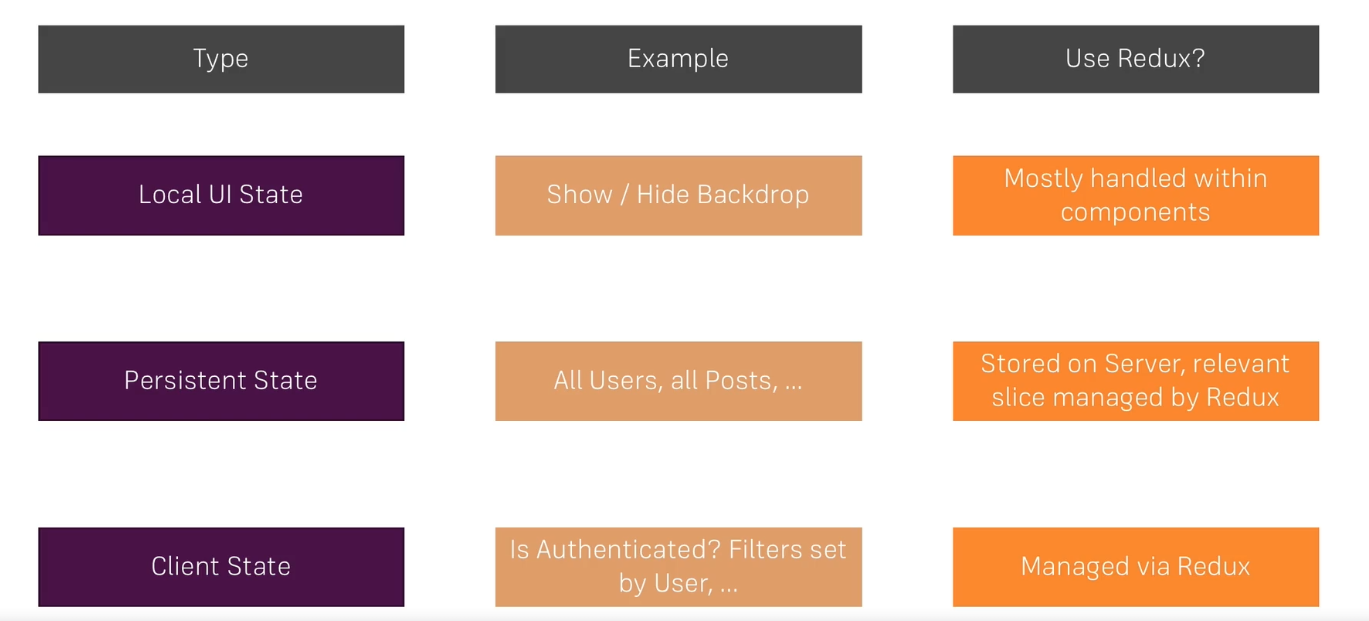 Type
Example
Use Redux?
Local UI State
Show / Hide Backdrop
Mostly handled within
components
Persistent State
All Users, all Posts, ...
Stored on Server, relevant
slice managed by Redux
Client State
Is Authenticated? Filters set
by User, ...
Managed via Redux